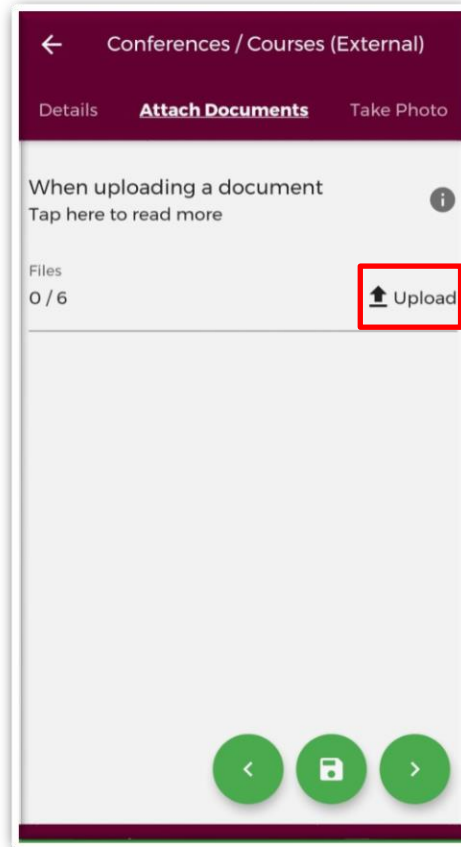 Conferences / Courses (External)
Details Attach Documents Take Photo
When uploading a document
Tap here to read more
Files
0 / 6
Upload